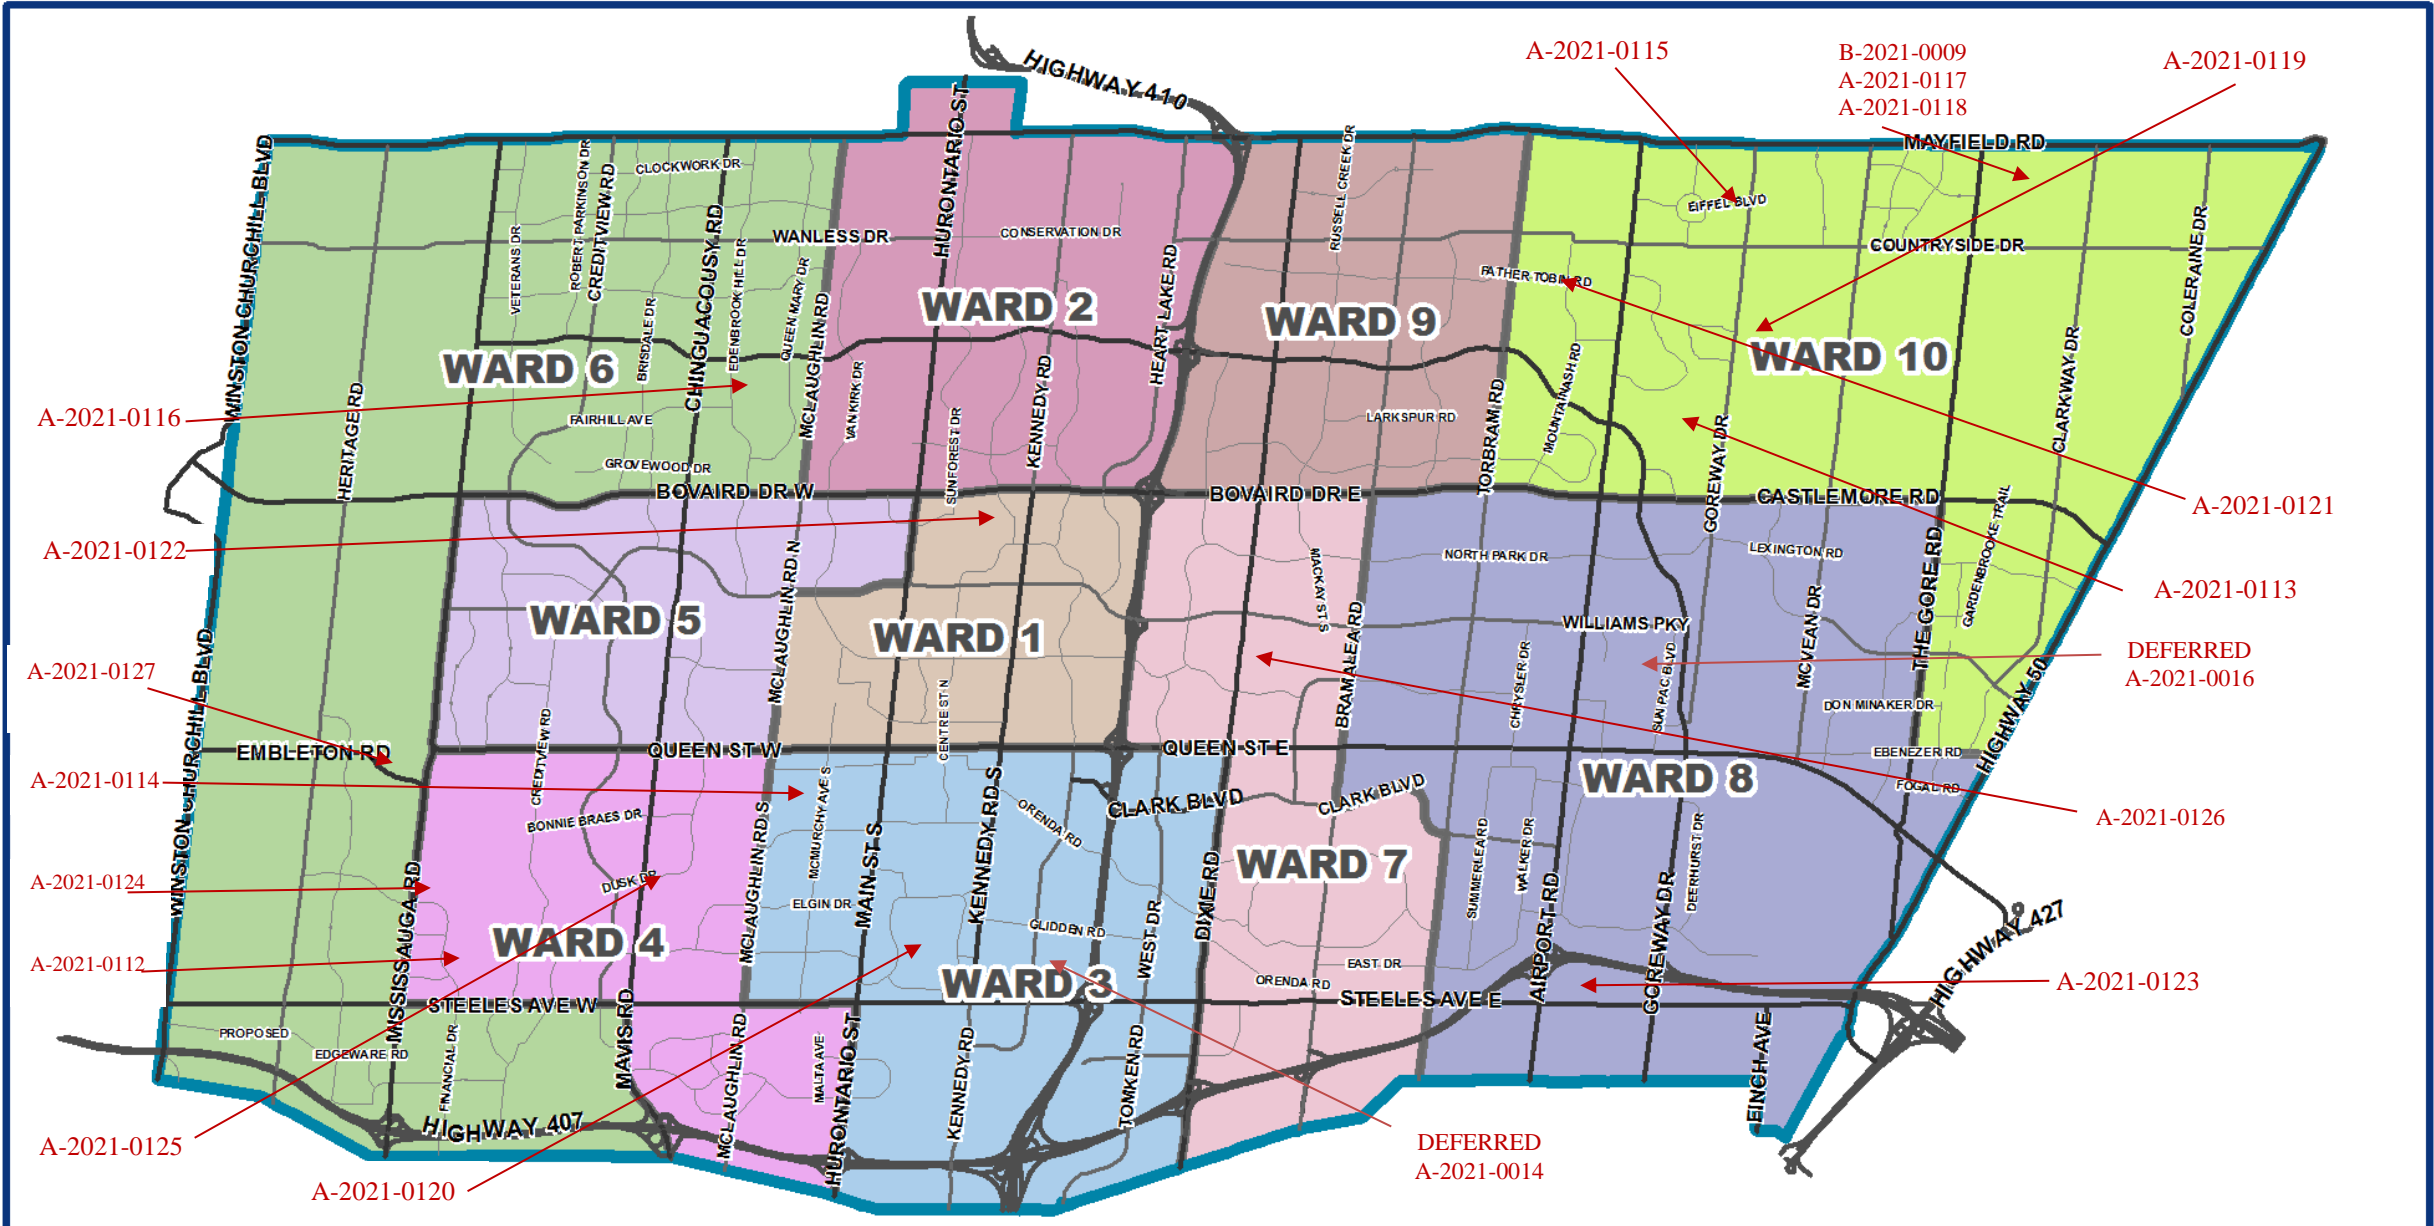 HIGHWAY 410
A-2021-0115
B-2021-0009
A-2021-0117
A-2021-0118
A-2021-0119
MAYFIELD RD
WINSTON CHURCHILL BLVD
HURONTARIO ST
CLOCKWORK DR
ROBERT PARKINSON DR
CREDITVIEW RD
VETERANS DR
CHINGUACOUSY RD
EDENBROOK HILL DR
QUEEN MARY DR
BRISDALE DR
WANLESS DR
CONSERVATION DR
HEART LAKE RD
RUSSELL CREEK DR
EIFFEL BLVD
COUNTRYSIDE DR
COLERAINE DR
FATHER TOBIN RD
WARD 2
WARD 9
WARD 10
WARD 6
MCLAUGHLIN RD
VAN KIRK DR
HERITAGE RD
KENNEDY RD
SUNFOREST DR
MOUNTAINASH RD
CLARKWAY DR
TORBRAM RD
LARKSPUR RD
GOREWAY DR
A-2021-0116
FAIRHILL AVE
GROVEWOOD DR
BOVAIRD DR W
BOVAIRD DR E
CASTLEMORE RD
A-2021-0121
A-2021-0122
A-2021-0113
MCLAUGHLIN RD N
MACKAY ST S
NORTH PARK DR
LEXINGTON RD
THE GORE RD
GARDENBROOKE TRAIL
WARD 5
WARD 1
WILLIAMS PKY
MCVEAN DR
BRAMALEA RD
CHRYSLER DR
SUN PAC BLVD
DEFERRED
A-2021-0016
A-2021-0127
WINSTON CHURCHILL BLVD
CREDITVIEW RD
CENTRE ST N
DON MINAKER DR
HIGHWAY 50
EMBLETON RD
QUEEN ST W
QUEEN ST E
EBENEZER RD
FOGAL RD
A-2021-0114
WARD 8
MCMURCHY AVE S
KENNEDY RD S
ORENDA RD
CLARK BLVD
CLARK BLVD
A-2021-0126
BONNIE BRAES DR
MCLAUGHLIN RD S
MAIN ST S
DIXIE RD
WARD 7
SUMMERLEA RD
WALKER DR
DEERHURST DR
A-2021-0124
DUSK DR
ELGIN DR
GLIDDEN RD
WEST DR
AIRPORT RD
GOREWAY DR
HIGHWAY 427
WARD 4
WARD 3
MISSISSAUGA RD
A-2021-0112
EAST DR
ORENDA RD
A-2021-0123
STEELES AVE W
STEELES AVE E
PROPOSED
EDGEWARE RD
FINANCIAL DR
MAVIS RD
MCLAUGHLIN RD
MALTA AVE
HURONTARIO ST
KENNEDY RD
TOMKEN RD
FINCH AVE
HIGHWAY 407
A-2021-0125
DEFERRED
A-2021-0014
A-2021-0120